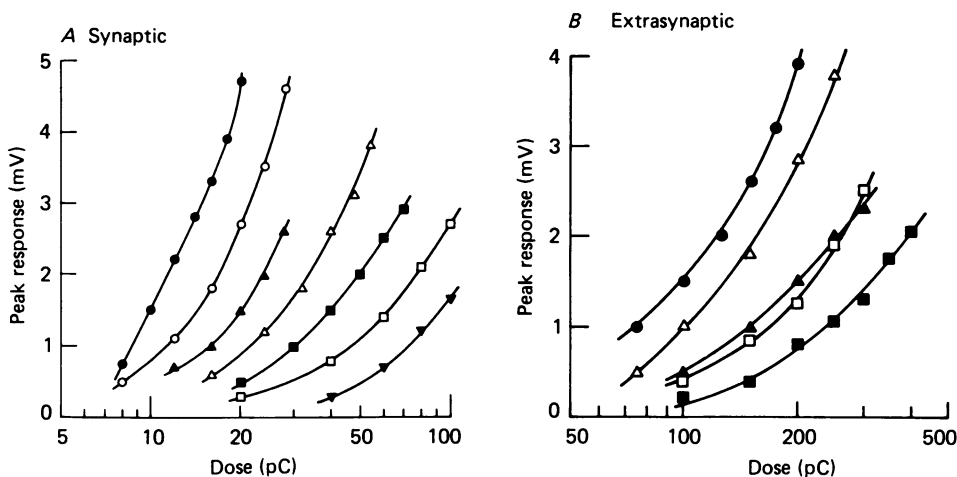 A Synaptic
5
4
3
2
1
0
Peak response (mV)
5 10 20 50 100
Dose (pC)
B Extrasynaptic
4
3
2
1
0
Peak response (mV)
50 100 200 500
Dose (pC)